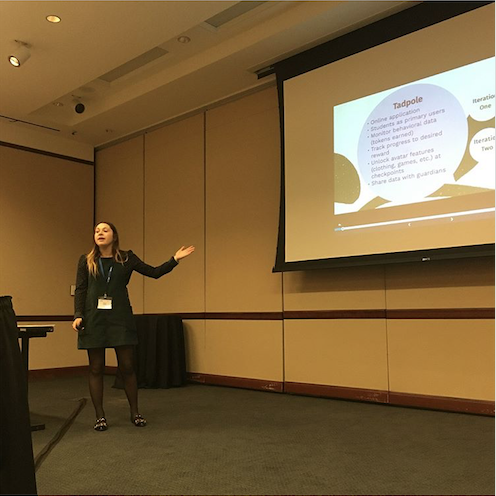 Tadpole
- Online application
- Students as primary users
- Monitor behavioral data
(tokens earned)
- Track progress to desired
reward
- Unlock avatar features
(clothing, games, etc.) at
checkpoints
- Share data with guardians
Iteration
One
Iteration
Two